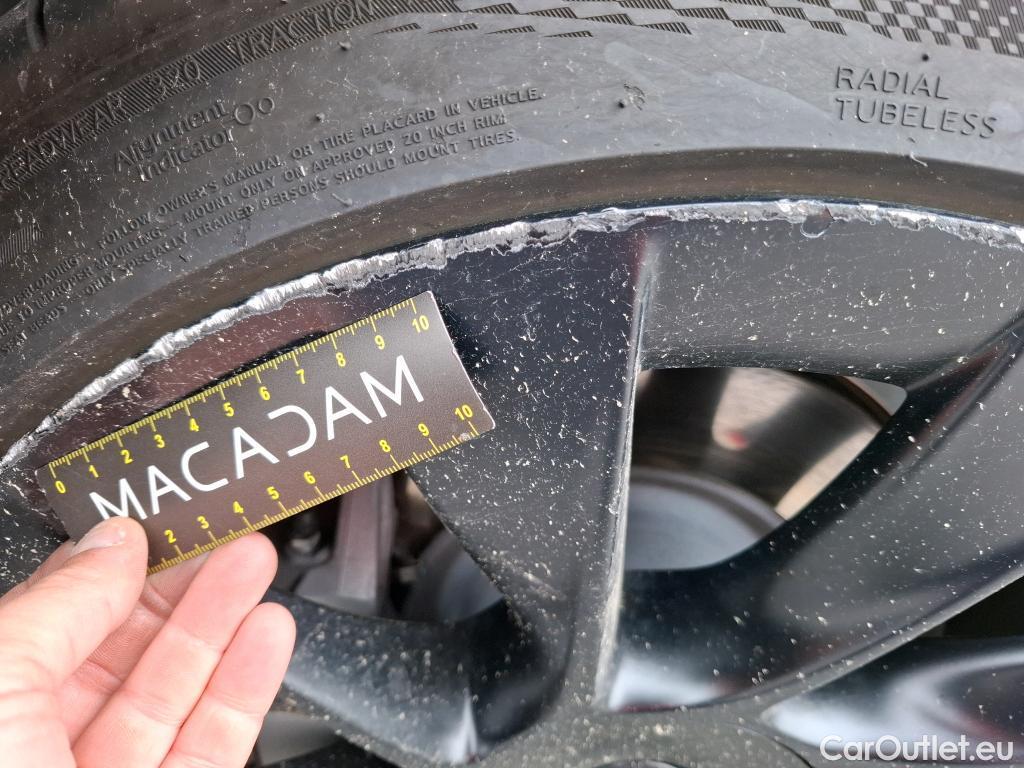 TREADWEAR 320 TRACTION
Alignment
Indicator
RADIAL
TUBELESS
FOLLOW OWNER'S MANUAL OR TIRE PLACARD IN VEHICLE.
MOUNTING - MOUNT ONLY ON APPROVED 20 INCH RIM
ONLY SPECIALLY TRAINED PERSONS SHOULD MOUNT TIRES.
0 1 2 3 4 5 6 7 8 9 10
MACADAM
2 3 4 5 6 7 8 9 10
CarOutlet.eu